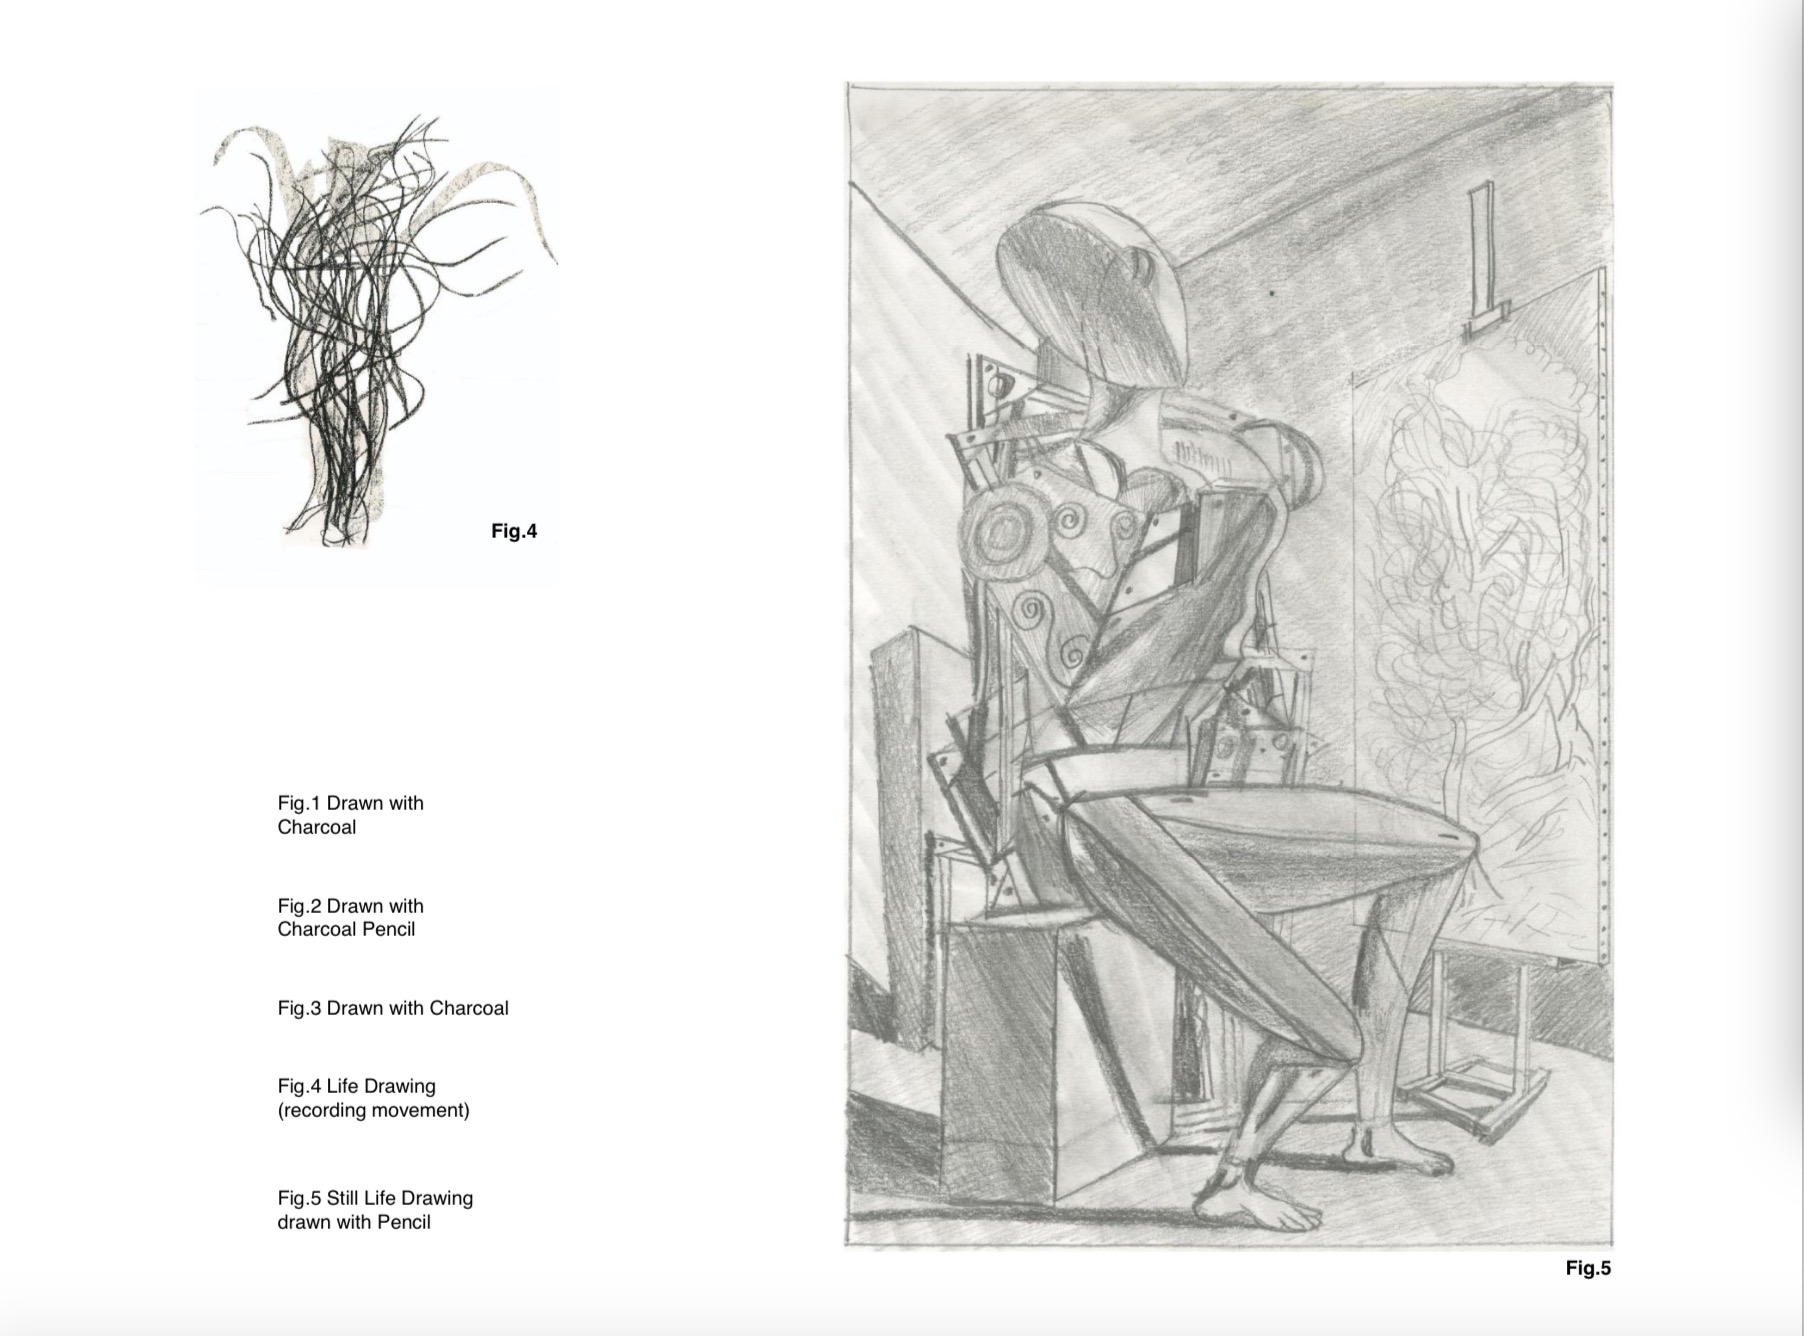 Fig.4
Fig.1 Drawn with
Charcoal
Fig.2 Drawn with
Charcoal Pencil
Fig.3 Drawn with Charcoal
Fig.4 Life Drawing
(recording movement)
Fig.5 Still Life Drawing
drawn with Pencil
Fig.5